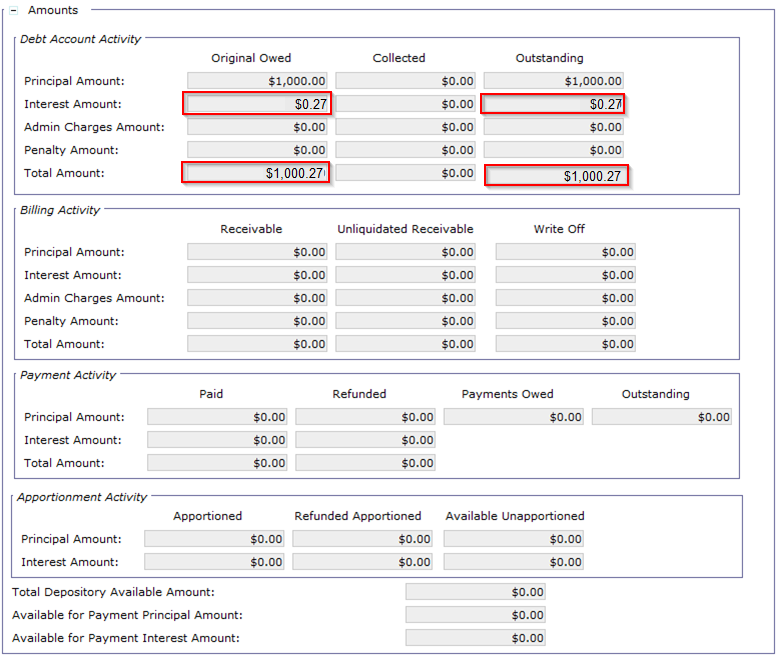 Amounts
Debt Account Activity
Original Owed Collected Outstanding
Principal Amount: $1,000.00 $0.00 $1,000.00
Interest Amount: $0.27 $0.00 $0.27
Admin Charges Amount: $0.00 $0.00 $0.00
Penalty Amount: $0.00 $0.00 $0.00
Total Amount: $1,000.27 $0.00 $1,000.27
Billing Activity
Receivable Unliquidated Receivable Write Off
Principal Amount: $0.00 $0.00 $0.00
Interest Amount: $0.00 $0.00 $0.00
Admin Charges Amount: $0.00 $0.00 $0.00
Penalty Amount: $0.00 $0.00 $0.00
Total Amount: $0.00 $0.00 $0.00
Payment Activity
Paid Refunded Payments Owed Outstanding
Principal Amount: $0.00 $0.00 $0.00 $0.00
Interest Amount: $0.00 $0.00
Total Amount: $0.00 $0.00
Apportionment Activity
Apportioned Refunded Apportioned Available Unapportioned
Principal Amount: $0.00 $0.00 $0.00
Interest Amount: $0.00 $0.00 $0.00
Total Depository Available Amount: $0.00
Available for Payment Principal Amount: $0.00
Available for Payment Interest Amount: $0.00